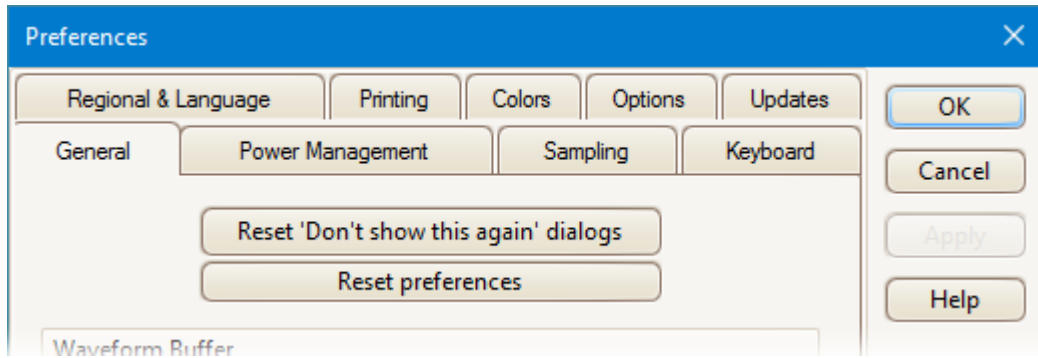 Preferences
Regional & Language Printing Colors Options Updates
OK
General Power Management Sampling Keyboard
Cancel
Reset 'Don't show this again' dialogs
Apply
Reset preferences
Help
Waveform Buffer